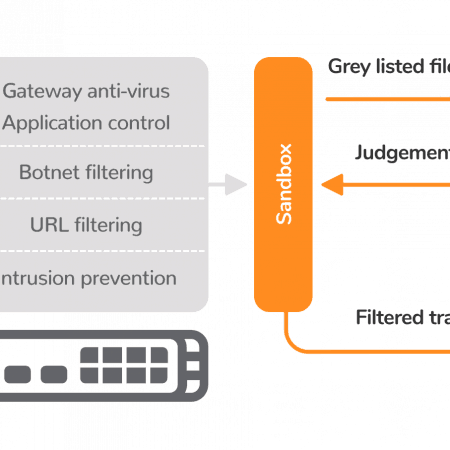 Gateway anti-virus
Application control
Botnet filtering
URL filtering
ntrusion prevention
Sandbox
Grey listed file
Judgement
Filtered tra